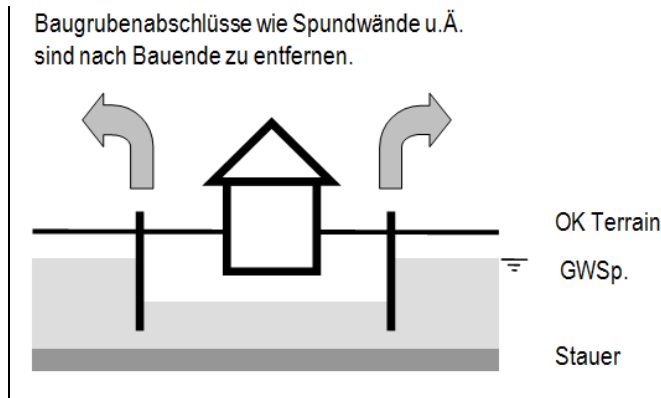 Baugrubenabschlüsse wie Spundwände u.Ä.
sind nach Bauende zu entfernen.
OK Terrain
GWSp.
Stauer